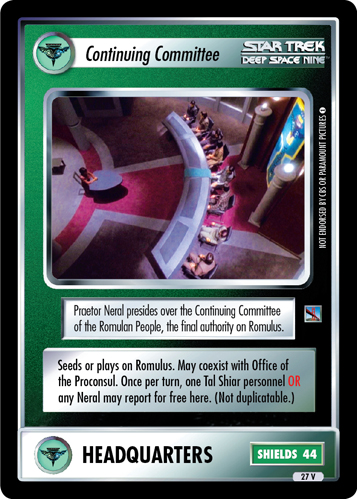 Continuing Committee
STAR TREK
DEEP SPACE NINE™
NOT ENDORSED BY CBS OR PARAMOUNT PICTURES
Praetor Neral presides over the Continuing Committee
of the Romulan People, the final authority on Romulus.
Seeds or plays on Romulus. May coexist with Office of
the Proconsul. Once per turn, one Tal Shiar personnel OR
any Neral may report for free here. (Not duplicatable.)
HEADQUARTERS
SHIELDS 44
27 V